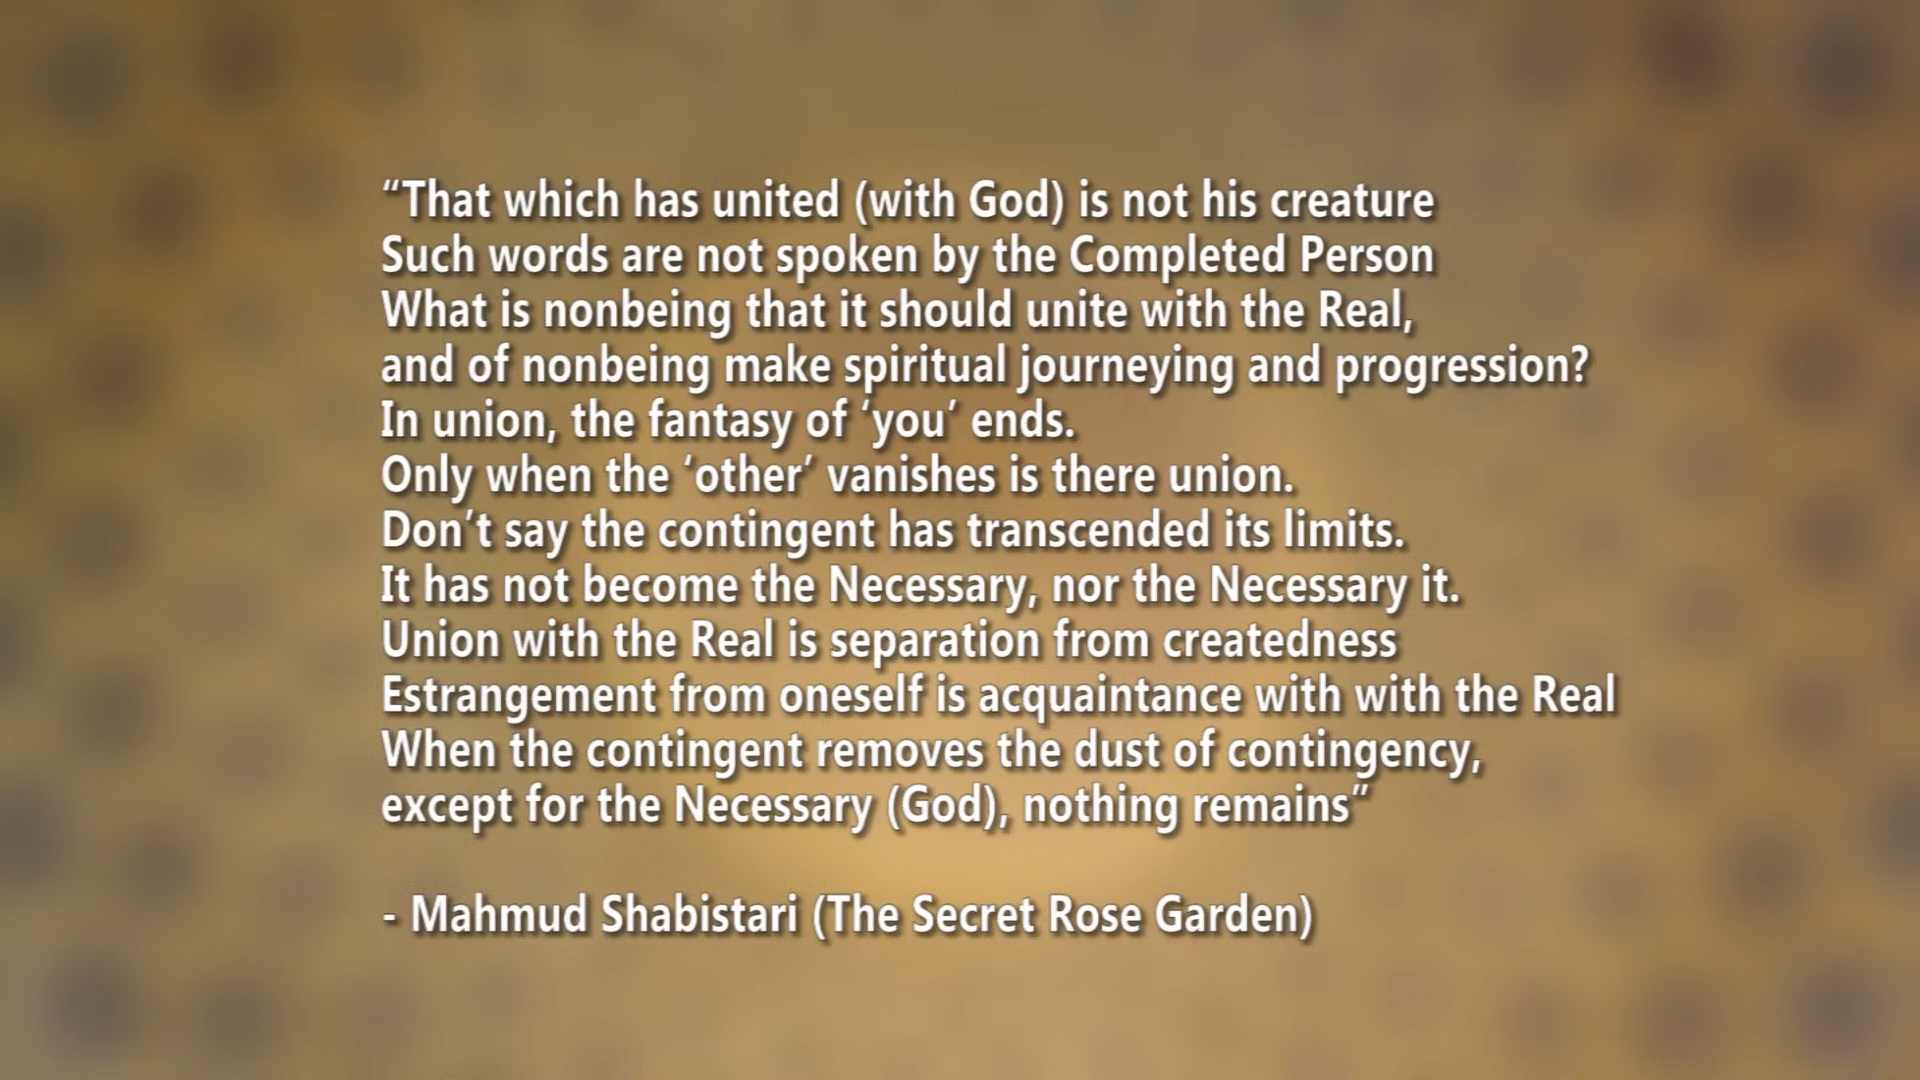 “That which has united (with God) is not his creature
Such words are not spoken by the Completed Person
What is nonbeing that it should unite with the Real,
and of nonbeing make spiritual journeying and progression?
In union, the fantasy of ‘you’ ends.
Only when the ‘other’ vanishes is there union.
Don’t say the contingent has transcended its limits.
It has not become the Necessary, nor the Necessary it.
Union with the Real is separation from createdness
Estrangement from oneself is acquaintance with with the Real
When the contingent removes the dust of contingency,
except for the Necessary (God), nothing remains”
- Mahmud Shabistari (The Secret Rose Garden)